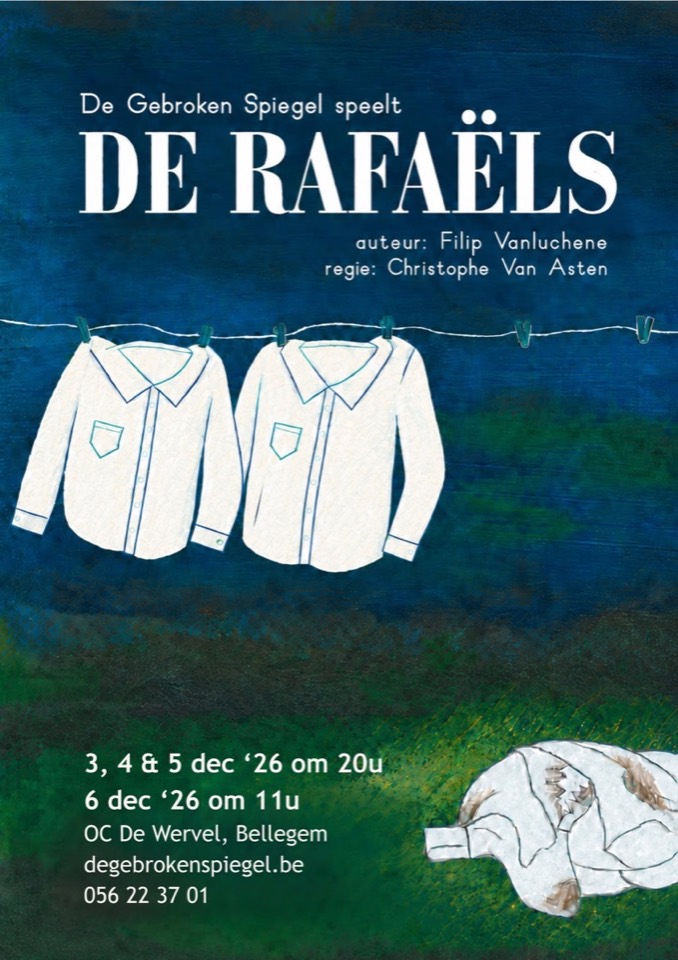 De Gebroken Spiegel speelt
DE RAFAËLS
auteur: Filip Vanluchene
regie: Christophe Van Asten
3, 4 & 5 dec ‘26 om 20u
6 dec ‘26 om 11u
OC De Wervel, Bellegem
degebrokenspiegel.be
056 22 37 01